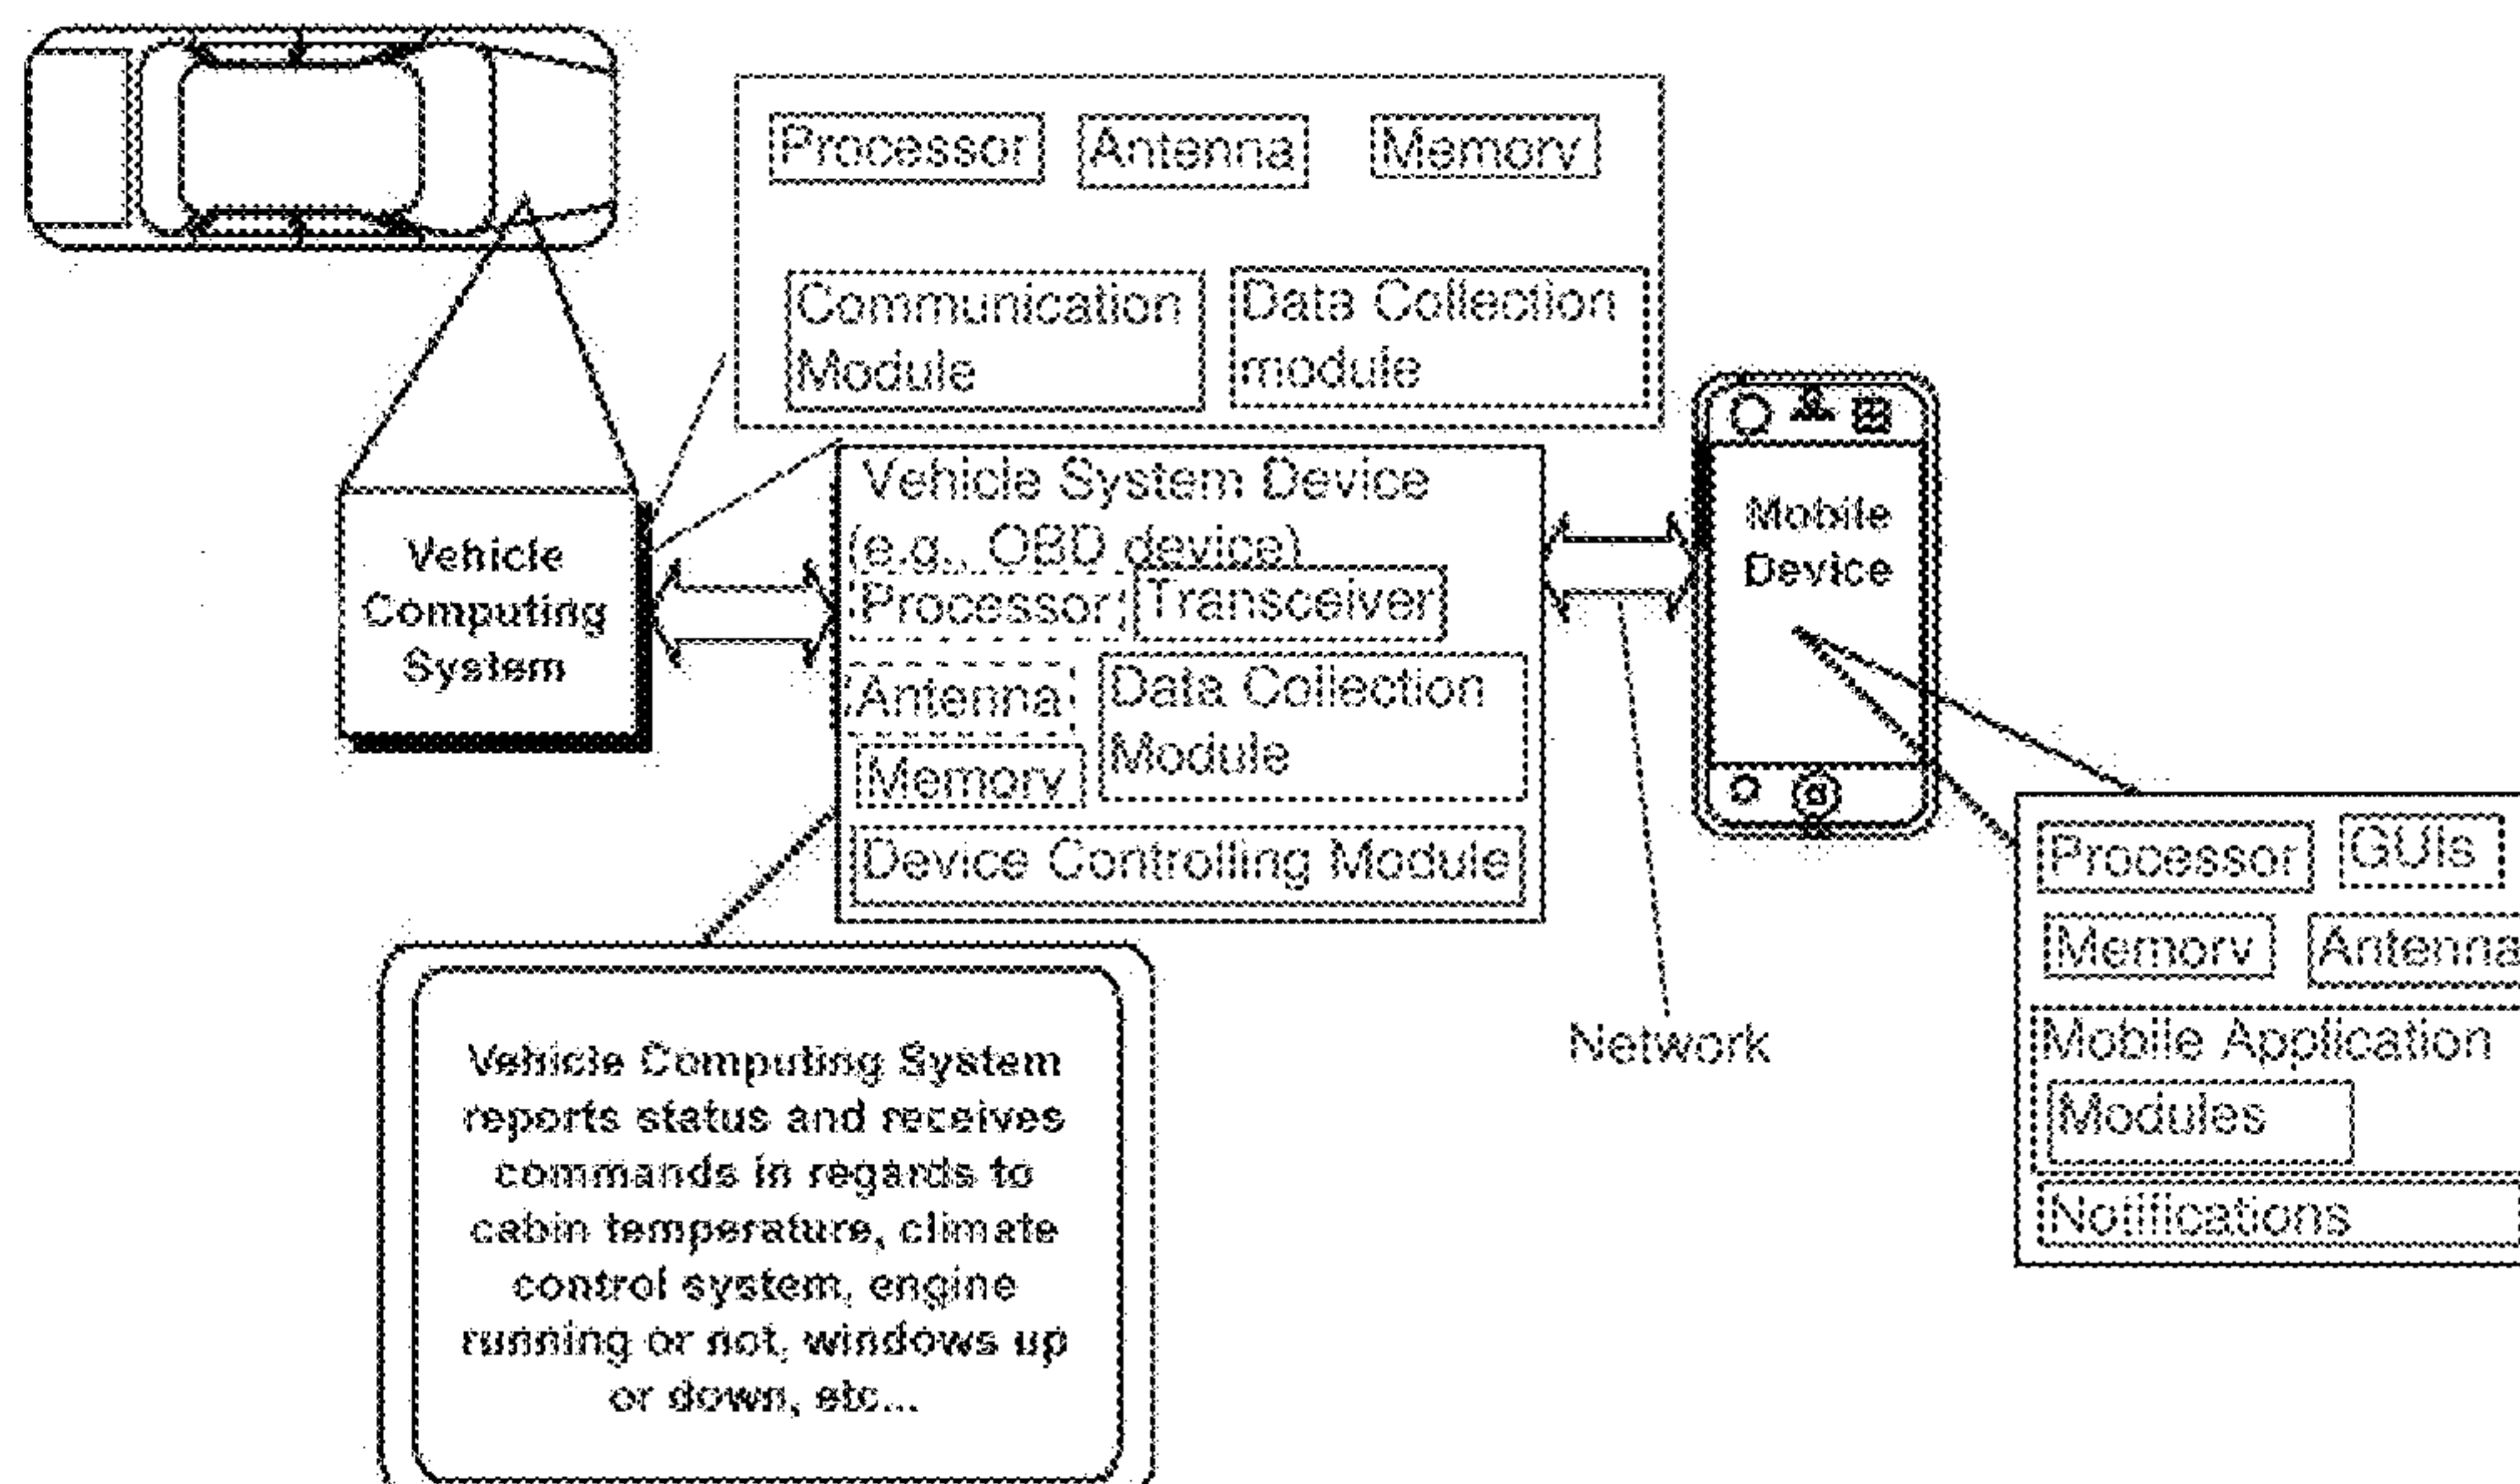 Processor Antenna Memory
Communication
Module
Data Collection
module
Vehicle
Computing
System
Vehicle System Device
(e.g., OBD device)
Processor Transceiver
Antenna
Data Collection
Module
Memory
Device Controlling Module
Mobile
Device
Network
Processor GUIs
Memory Antenna
Mobile Application
Modules
Notifications
Vehicle Computing System
reports status and receives
commands in regards to
cabin temperature, climate
control system, engine
running or not, windows up
or down, etc...